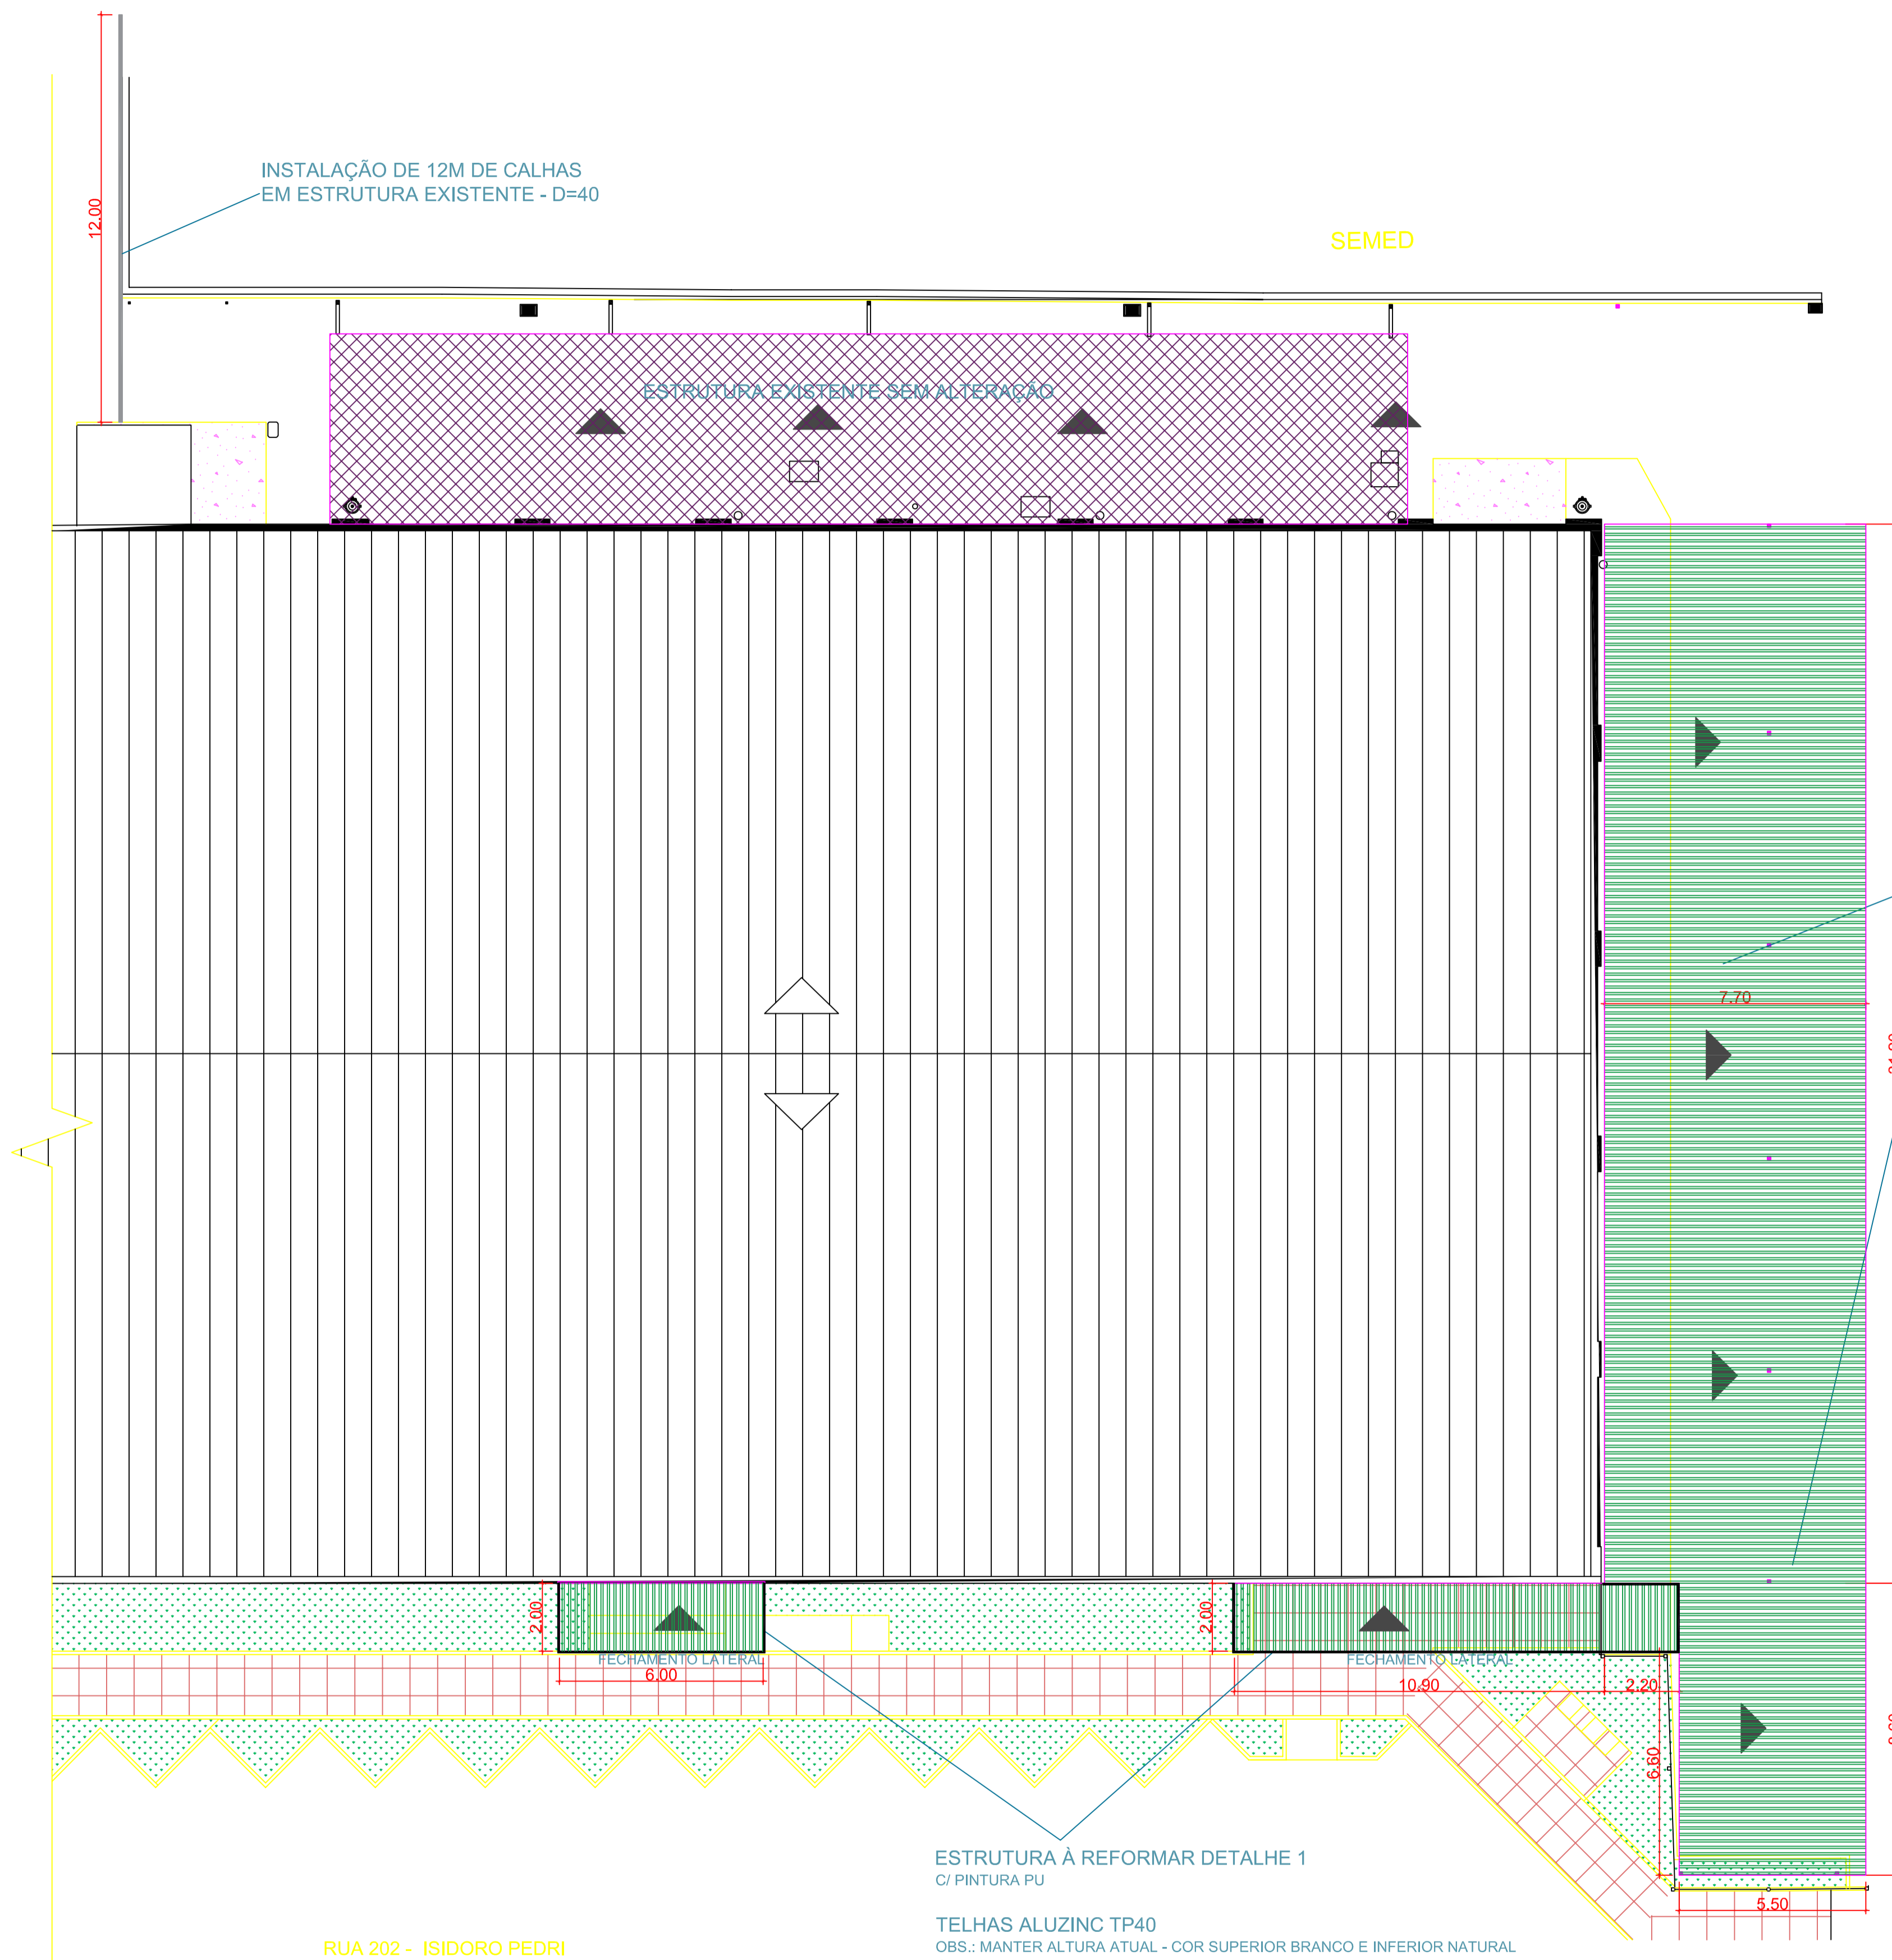 12.00
INSTALAÇÃO DE 12M DE CALHAS
EM ESTRUTURA EXISTENTE - D=40
SEMED
ESTRUTURA EXISTENTE SEM ALTERAÇÃO
7.70
2.00
2.00
FECHAMENTO LATERAL
FECHAMENTO LATERAL
6.00
10.90
2.20
6.60
5.50
ESTRUTURA À REFORMAR DETALHE 1
C/ PINTURA PU
TELHAS ALUZINC TP40
OBS.: MANTER ALTURA ATUAL - COR SUPERIOR BRANCO E INFERIOR NATURAL
RUA 202 - ISIDORO PEDRI